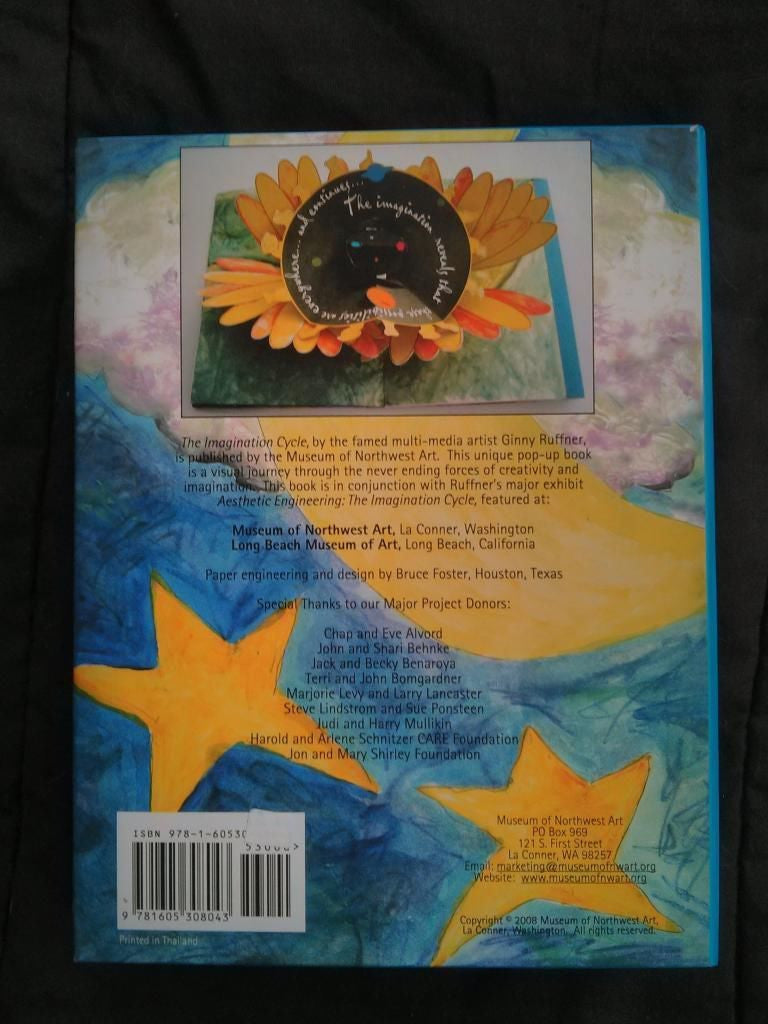 The imagination reveals that these possibilities are everywhere... and continues...
The Imagination Cycle, by the famed multi-media artist Ginny Ruffner,
is published by the Museum of Northwest Art. This unique pop-up book
is a visual journey through the never ending forces of creativity and
imagination. This book is in conjunction with Ruffner's major exhibit
Aesthetic Engineering: The Imagination Cycle, featured at:
Museum of Northwest Art, La Conner, Washington
Long Beach Museum of Art, Long Beach, California
Paper engineering and design by Bruce Foster, Houston, Texas
Special Thanks to our Major Project Donors:
Chap and Eve Alvord
John and Shari Behnke
Jack and Becky Benaroya
Terri and John Bomgardner
Marjorie Levy and Larry Lancaster
Steve Lindstrom and Sue Ponsteen
Judi and Harry Mullikin
Harold and Arlene Schnitzer CARE Foundation
Jon and Mary Shirley Foundation
Museum of Northwest Art
PO Box 969
121 S. First Street
La Conner, WA 98257
Email: marketing@museumofnwart.org
Website: www.museumofnwart.org
Copyright © 2008 Museum of Northwest Art,
La Conner, Washington. All rights reserved.
ISBN 978-1-60530
53000>
9 781605 308043
Printed in Thailand